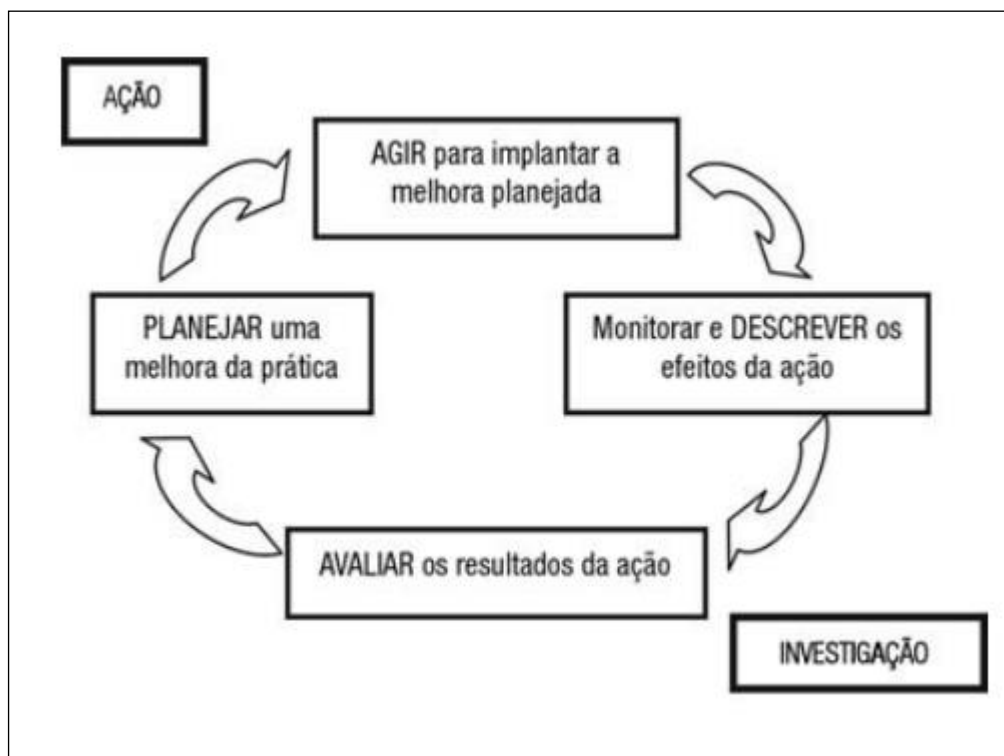 AÇÃO
AGIR para implantar a
melhora planejada
PLANEJAR uma
melhora da prática
Monitorar e DESCREVER os
efeitos da ação
AVALIAR os resultados da ação
INVESTIGAÇÃO